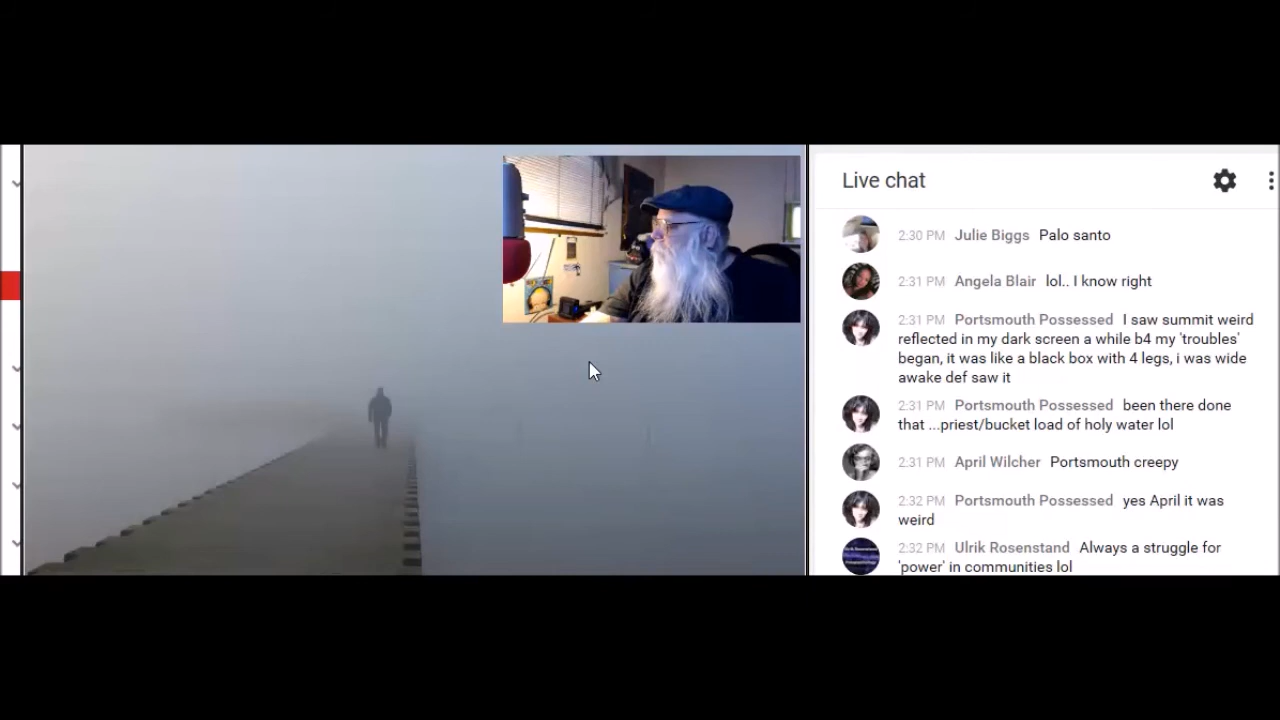 Live chat
2:30 PM Julie Biggs Palo santo
2:31 PM Angela Blair lol.. I know right
2:31 PM Portsmouth Possessed I saw summit weird
reflected in my dark screen a while b4 my 'troubles'
began, it was like a black box with 4 legs, i was wide
awake def saw it
2:31 PM Portsmouth Possessed been there done
that ...priest/bucket load of holy water lol
2:31 PM April Wilcher Portsmouth creepy
2:32 PM Portsmouth Possessed yes April it was
weird
2:32 PM Ulrik Rosenstand Always a struggle for
'power' in communities lol